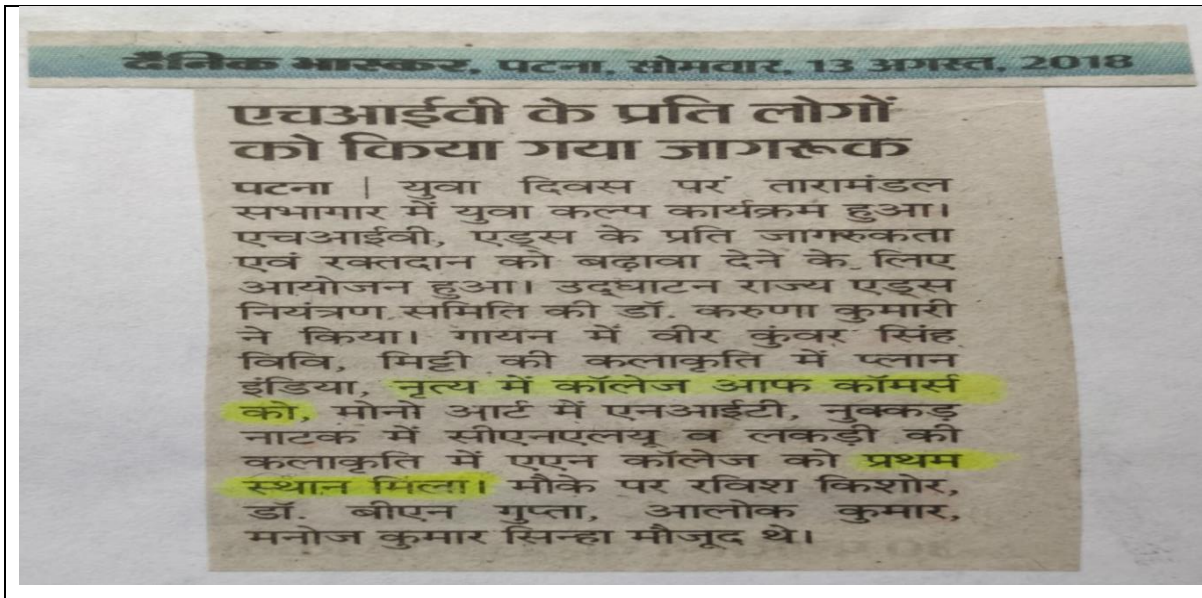 दैनिक भास्कर, पटना, सोमवार, 13 अगस्त, 2018
एचआईवी के प्रति लोगों
को किया गया जागरूक
पटना | युवा दिवस पर तारामंडल
सभागार में युवा कल्प कार्यक्रम हुआ।
एचआईवी, एड्स के प्रति जागरुकता
एवं रक्तदान को बढ़ावा देने के लिए
आयोजन हुआ। उद्घाटन राज्य एड्स
नियंत्रण समिति की डॉ. करुणा कुमारी
ने किया। गायन में वीर कुंवर सिंह
विवि, मिट्टी की कलाकृति में प्लान
इंडिया, नृत्य में कॉलेज आफ कॉमर्स
को, मोनो आर्ट में एनआईटी, नुक्कड़
नाटक में सीएनएलयू व लकड़ी की
कलाकृति में एएन कॉलेज को प्रथम
स्थान मिला। मौके पर रविश किशोर,
डॉ. बीएन गुप्ता, आलोक कुमार,
मनोज कुमार सिन्हा मौजूद थे।